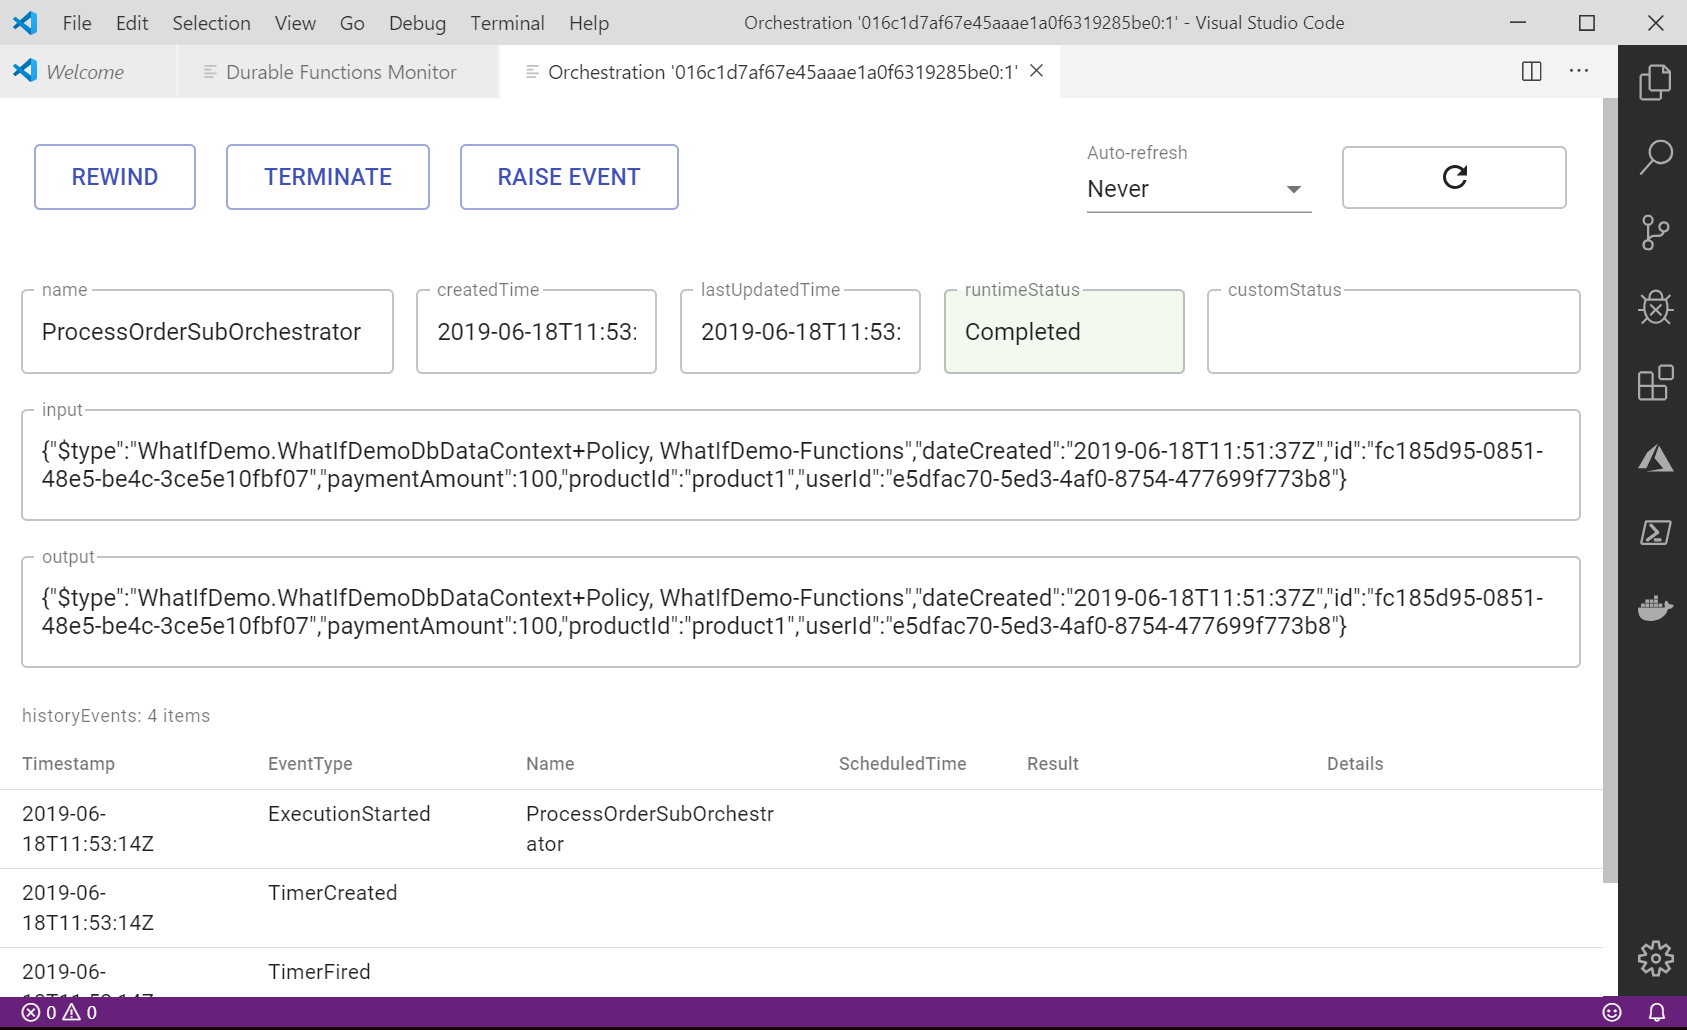 File Edit Selection View Go Debug Terminal Help
Orchestration '016c1d7af67e45aaae1a0f6319285be0:1' - Visual Studio Code
Welcome
Durable Functions Monitor
Orchestration '016c1d7af67e45aaae1a0f6319285be0:1'
REWIND
TERMINATE
RAISE EVENT
Auto-refresh
Never
name
ProcessOrderSubOrchestrator
createdTime
2019-06-18T11:53:
lastUpdatedTime
2019-06-18T11:53:
runtimeStatus
Completed
customStatus
input
{"$type":"WhatIfDemo.WhatIfDemoDbDataContext+Policy, WhatIfDemo-Functions","dateCreated":"2019-06-18T11:51:37Z","id":"fc185d95-0851-
48e5-be4c-3ce5e10fbf07","paymentAmount":100,"productId":"product1","userId":"e5dfac70-5ed3-4af0-8754-477699f773b8"}
output
{"$type":"WhatIfDemo.WhatIfDemoDbDataContext+Policy, WhatIfDemo-Functions","dateCreated":"2019-06-18T11:51:37Z","id":"fc185d95-0851-
48e5-be4c-3ce5e10fbf07","paymentAmount":100,"productId":"product1","userId":"e5dfac70-5ed3-4af0-8754-477699f773b8"}
historyEvents: 4 items
Timestamp EventType Name ScheduledTime Result Details
2019-06- ExecutionStarted ProcessOrderSubOrchestr
18T11:53:14Z ator
2019-06- TimerCreated
18T11:53:14Z
2019-06- TimerFired
0 0